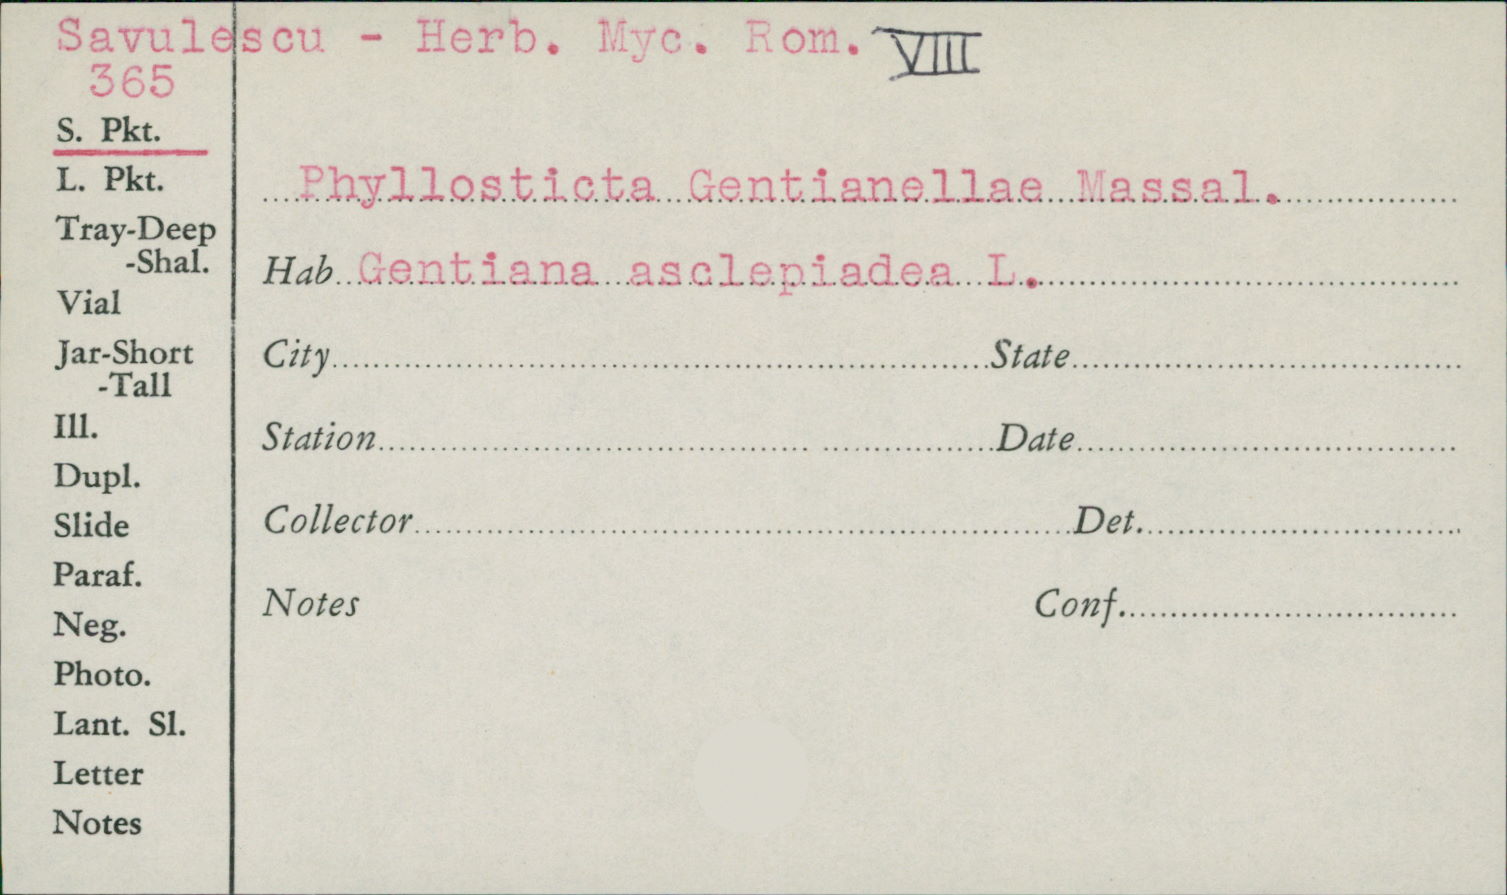 Savulescu - Herb. Myc. Rom. VIII
365
S. Pkt.
L. Pkt.
Phyllosticta Gentianellae Massal.
Tray-Deep
-Shal.
Hab Gentiana asclepiadea L.
Vial
Jar-Short
-Tall
City State
Ill.
Station Date
Dupl.
Slide
Collector Det.
Paraf.
Neg.
Notes Conf.
Photo.
Lant. Sl.
Letter
Notes